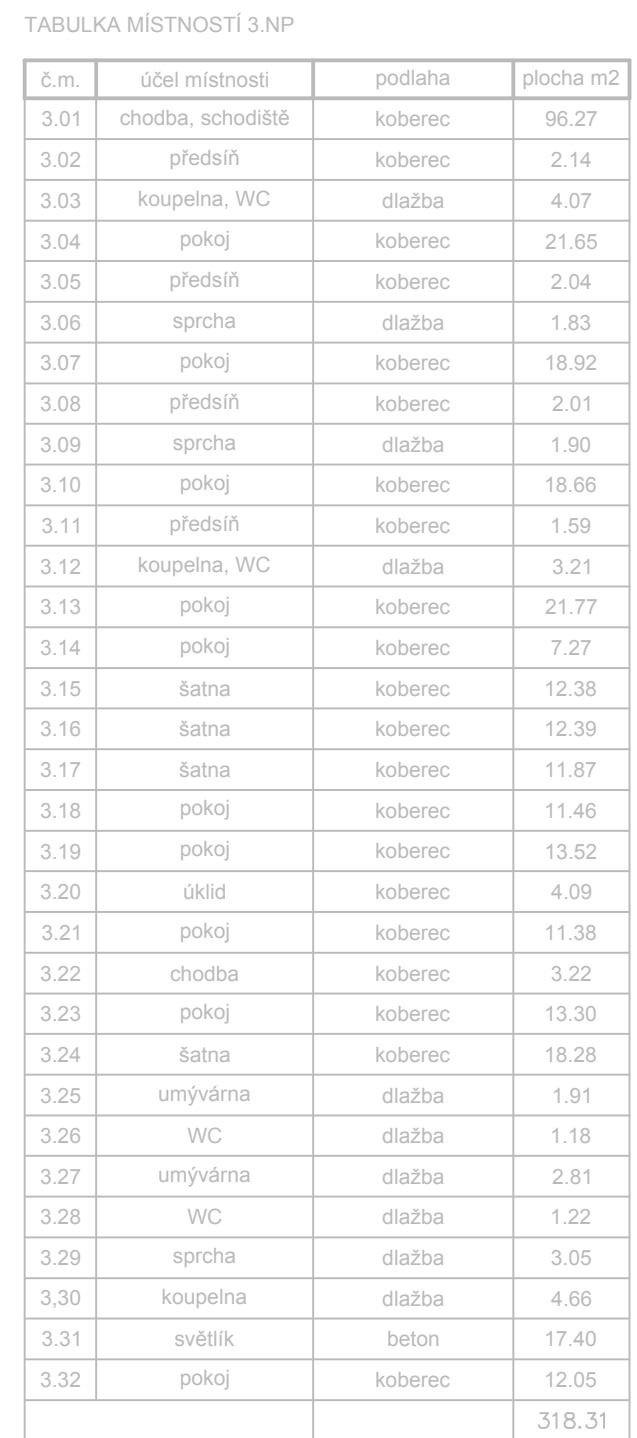 TABULKA MÍSTNOSTÍ 3.NP
č.m. účel místnosti podlaha plocha m2
3.01 chodba, schodiště koberec 96.27
3.02 předsíň koberec 2.14
3.03 koupelna, WC dlažba 4.07
3.04 pokoj koberec 21.65
3.05 předsíň koberec 2.04
3.06 sprcha dlažba 1.83
3.07 pokoj koberec 18.92
3.08 předsíň koberec 2.01
3.09 sprcha dlažba 1.90
3.10 pokoj koberec 18.66
3.11 předsíň koberec 1.59
3.12 koupelna, WC dlažba 3.21
3.13 pokoj koberec 21.77
3.14 pokoj koberec 7.27
3.15 šatna koberec 12.38
3.16 šatna koberec 12.39
3.17 šatna koberec 11.87
3.18 pokoj koberec 11.46
3.19 pokoj koberec 13.52
3.20 úklid koberec 4.09
3.21 pokoj koberec 11.38
3.22 chodba koberec 3.22
3.23 pokoj koberec 13.30
3.24 šatna koberec 18.28
3.25 umývárna dlažba 1.91
3.26 WC dlažba 1.18
3.27 umývárna dlažba 2.81
3.28 WC dlažba 1.22
3.29 sprcha dlažba 3.05
3,30 koupelna dlažba 4.66
3.31 světlík beton 17.40
3.32 pokoj koberec 12.05
318.31